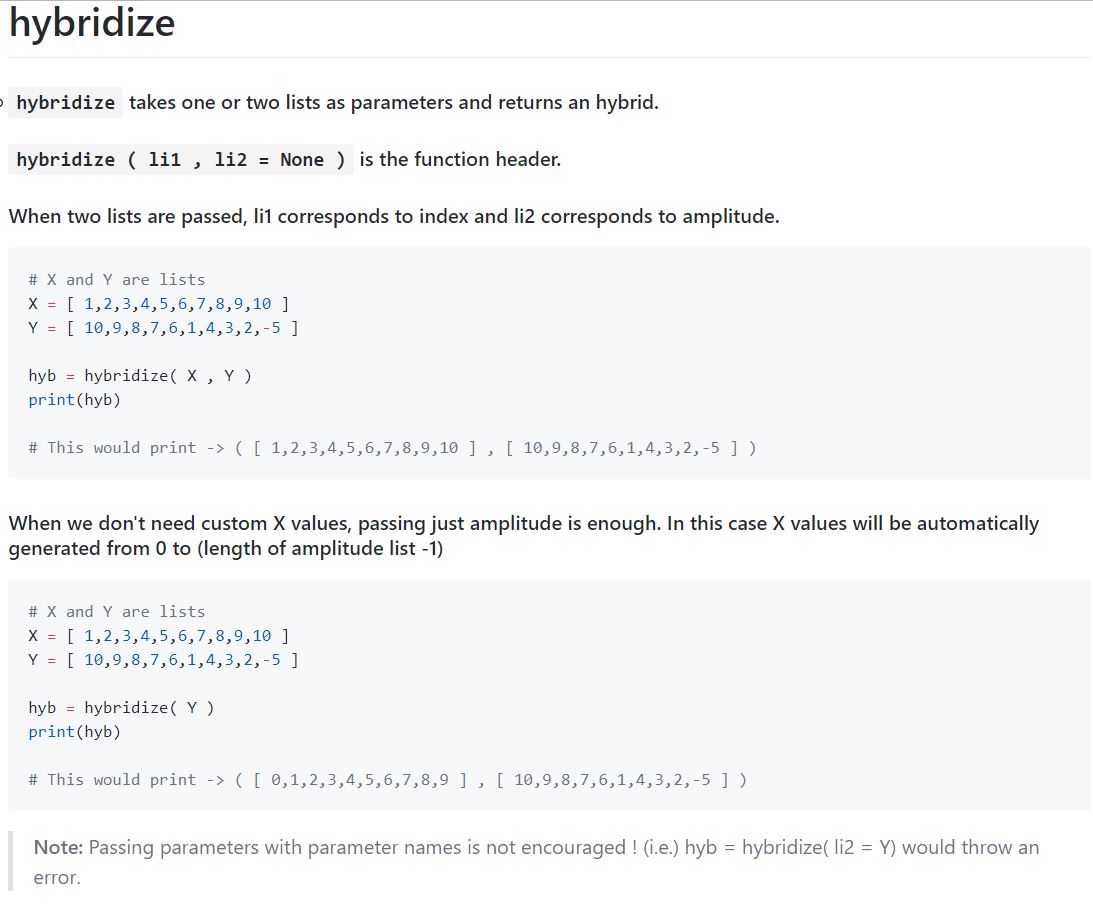 hybridize
hybridize takes one or two lists as parameters and returns an hybrid.
hybridize ( li1 , li2 = None ) is the function header.
When two lists are passed, li1 corresponds to index and li2 corresponds to amplitude.
# X and Y are lists
X = [ 1,2,3,4,5,6,7,8,9,10 ]
Y = [ 10,9,8,7,6,1,4,3,2,-5 ]
hyb = hybridize( X , Y )
print(hyb)
# This would print -> ( [ 1,2,3,4,5,6,7,8,9,10 ] , [ 10,9,8,7,6,1,4,3,2,-5 ] )
When we don't need custom X values, passing just amplitude is enough. In this case X values will be automatically
generated from 0 to (length of amplitude list -1)
# X and Y are lists
X = [ 1,2,3,4,5,6,7,8,9,10 ]
Y = [ 10,9,8,7,6,1,4,3,2,-5 ]
hyb = hybridize( Y )
print(hyb)
# This would print -> ( [ 0,1,2,3,4,5,6,7,8,9 ] , [ 10,9,8,7,6,1,4,3,2,-5 ] )
Note: Passing parameters with parameter names is not encouraged ! (i.e.) hyb = hybridize( li2 = Y) would throw an
error.